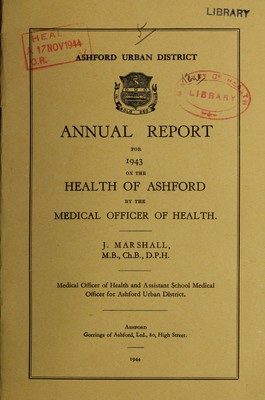 LIBRARY
17 NOV 1944
ASHFORD URBAN DISTRICT
LIBRARY
ANNUAL REPORT
FOR
1943
ON THE
HEALTH OF ASHFORD
BY THE
MEDICAL OFFICER OF HEALTH.
J. MARSHALL,
M.B., Ch.B., D.P.H.
Medical Officer of Health and Assistant School Medical
Officer for Ashford Urban District.
ASHFORD
Geerings of Ashford, Ltd., 80, High Street.
1944